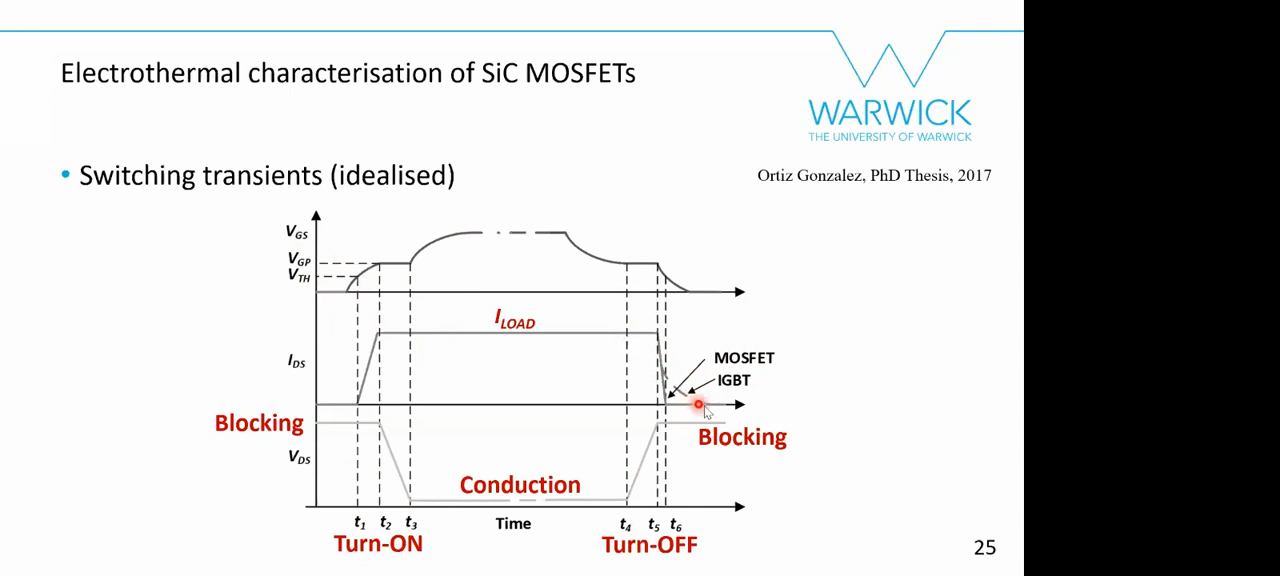 Electrothermal characterisation of SiC MOSFETs
WARWICK
THE UNIVERSITY OF WARWICK
• Switching transients (idealised)
Ortiz Gonzalez, PhD Thesis, 2017
VGS
VGP
VTH
ILOAD
IDS
MOSFET
IGBT
Blocking
Blocking
VDS
Conduction
t1 t2 t3 Time t4 t5 t6
Turn-ON Turn-OFF
25